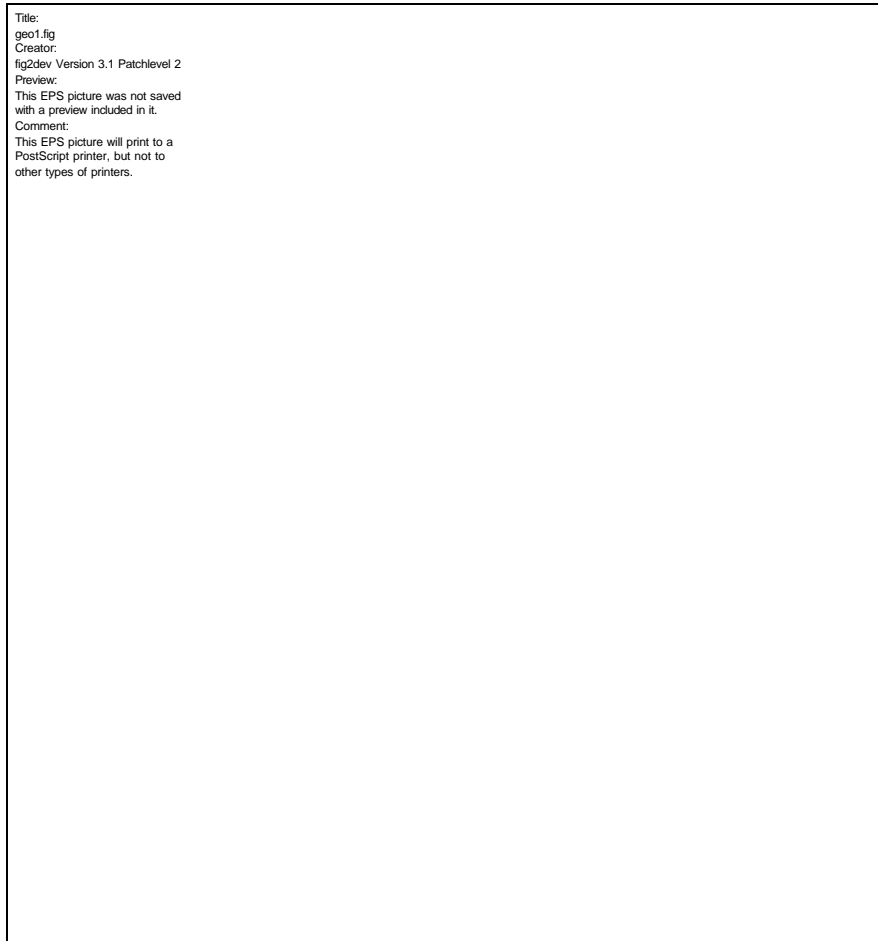 Title:
geo1.fig
Creator:
fig2dev Version 3.1 Patchlevel 2
Preview:
This EPS picture was not saved
with a preview included in it.
Comment:
This EPS picture will print to a
PostScript printer, but not to
other types of printers.